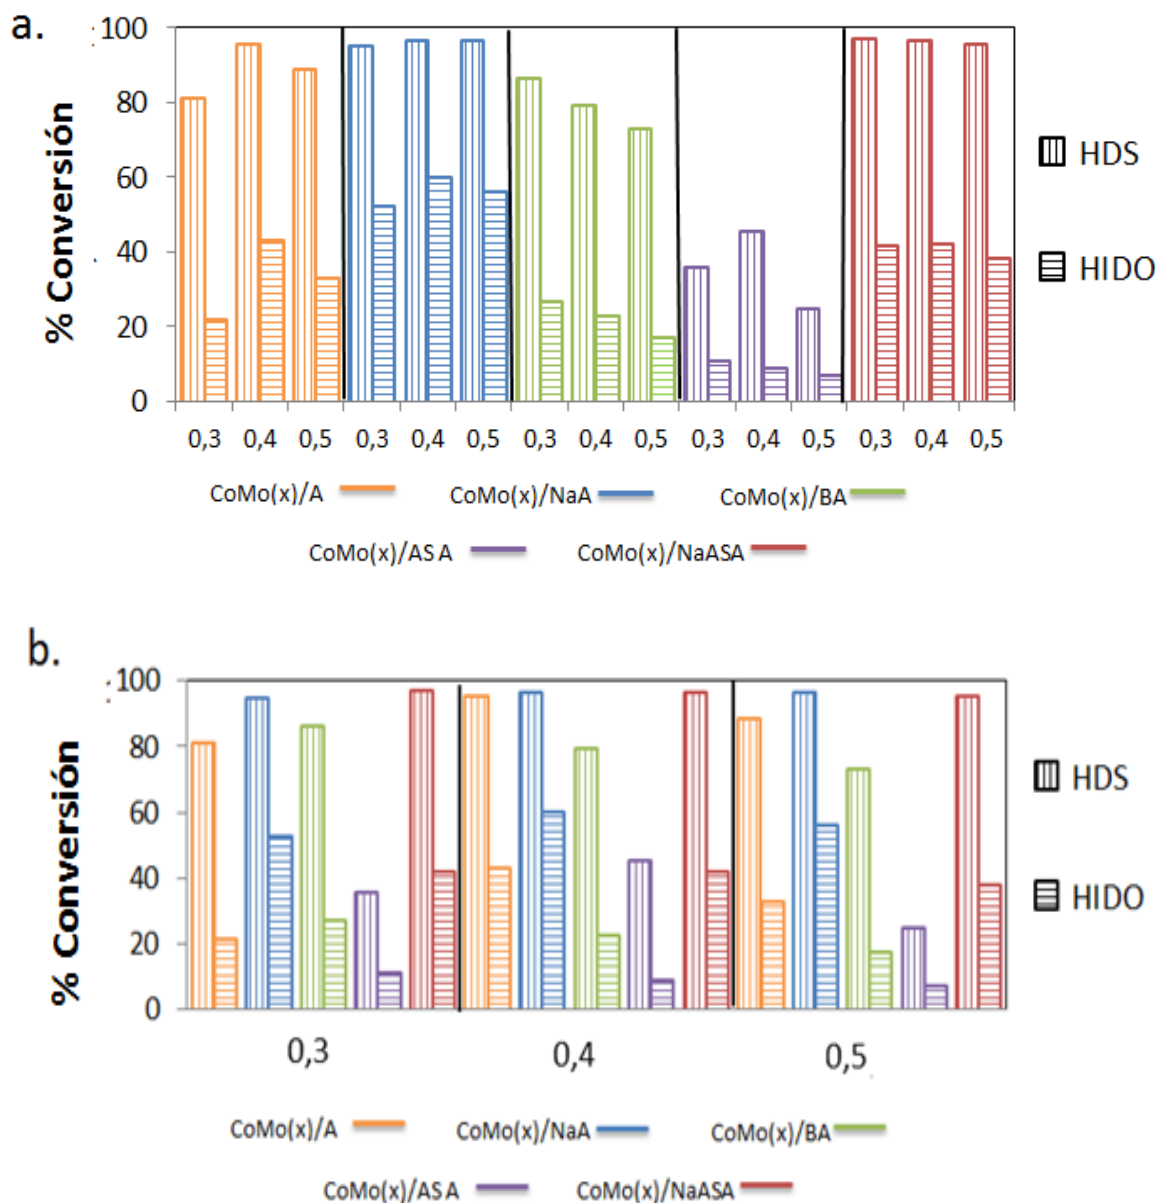 a.
% Conversión
100
80
60
40
20
0
HDS
HIDO
0,3 0,4 0,5 0,3 0,4 0,5 0,3 0,4 0,5 0,3 0,4 0,5 0,3 0,4 0,5
CoMo(x)/A CoMo(x)/NaA CoMo(x)/BA
CoMo(x)/ASA CoMo(x)/NaASA
b.
% Conversión
100
80
60
40
20
0
HDS
HIDO
0,3 0,4 0,5
CoMo(x)/A CoMo(x)/NaA CoMo(x)/BA
CoMo(x)/ASA CoMo(x)/NaASA